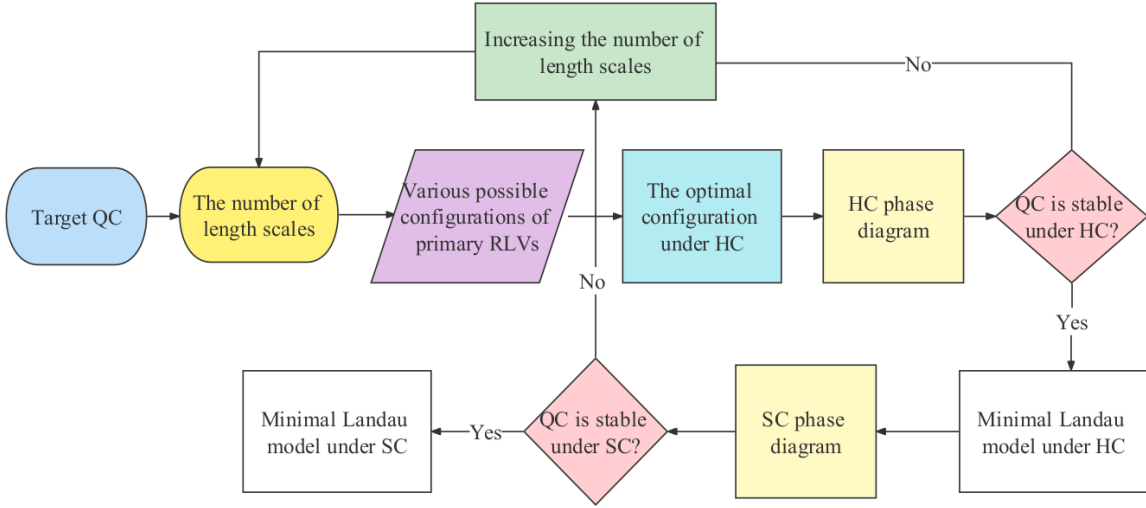 Increasing the number of
length scales
No
Target QC
The number of
length scales
Various possible
configurations of
primary RLVs
The optimal
configuration
under HC
HC phase
diagram
QC is stable
under HC?
No
Yes
Minimal Landau
model under SC
Yes
QC is stable
under SC?
SC phase
diagram
Minimal Landau
model under HC